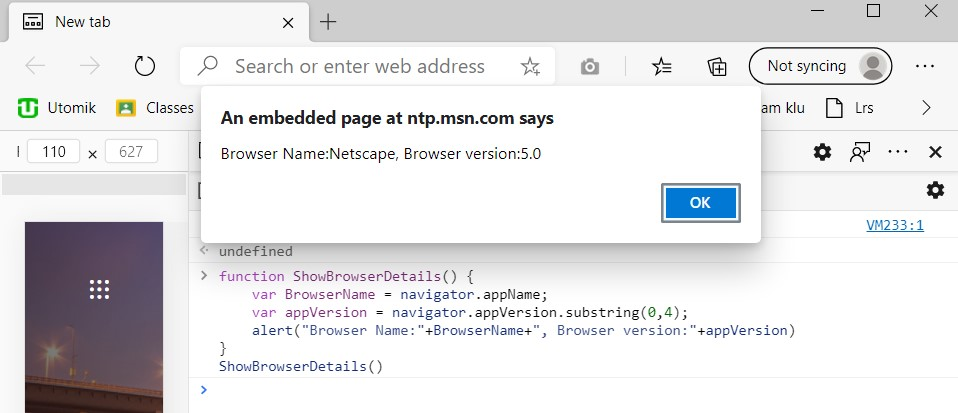 New tab
Search or enter web address
Not syncing
Utomik
Classes
am klu
Lrs
An embedded page at ntp.msn.com says
Browser Name:Netscape, Browser version:5.0
OK
110 × 627
VM233:1
undefined
function ShowBrowserDetails() {
var BrowserName = navigator.appName;
var appVersion = navigator.appVersion.substring(0,4);
alert("Browser Name:"+BrowserName+", Browser version:"+appVersion)
}
ShowBrowserDetails()